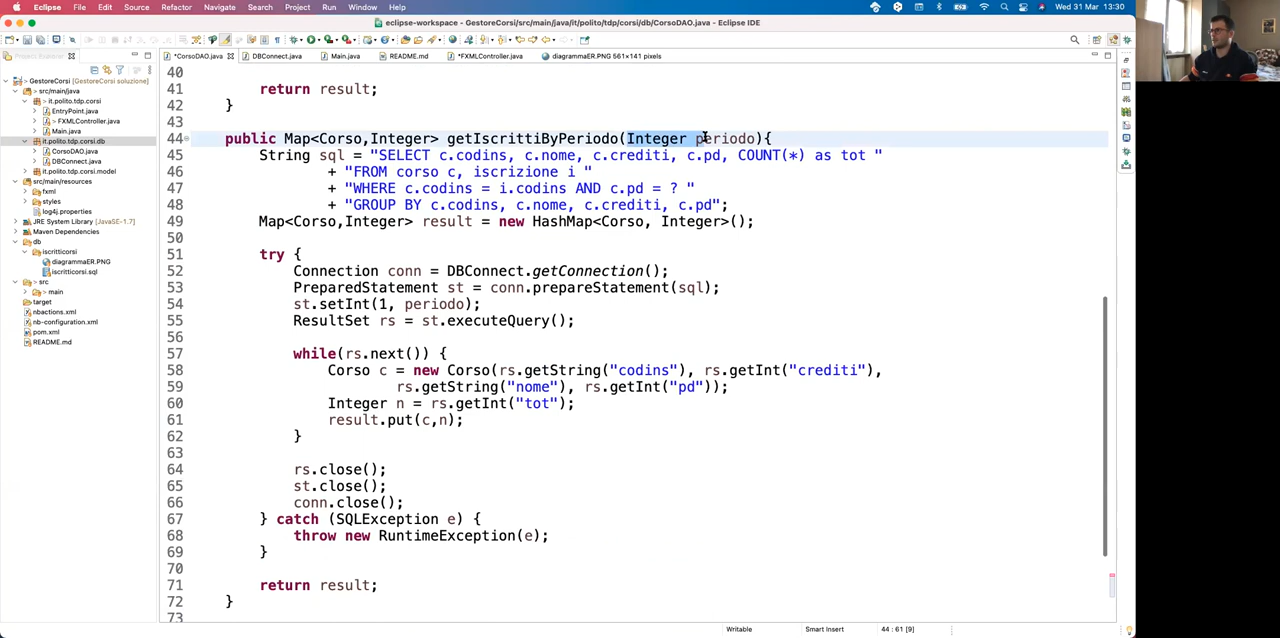 Eclipse File Edit Source Refactor Navigate Search Project Run Window Help Wed 31 Mar 13:30
eclipse-workspace - GestoreCorsi/src/main/java/it/polito/tdp/corsi/db/CorsoDAO.java - Eclipse IDE
Project Explorer
*CorsoDAO.java DBConnect.java Main.java README.md *FXMLController.java diagrammaER.PNG 561×141 pixels
GestoreCorsi (GestoreCorsi soluzione)
src/main/java
it.polito.tdp.corsi
EntryPoint.java
FXMLController.java
Main.java
it.polito.tdp.corsi.db
CorsoDAO.java
DBConnect.java
it.polito.tdp.corsi.model
src/main/resources
fxml
styles
log4j.properties
JRE System Library [JavaSE-1.7]
Maven Dependencies
db
iscritticorsi
diagrammaER.PNG
iscritticorsi.sql
src
main
target
nbactions.xml
nb-configuration.xml
pom.xml
README.md
40
41 return result;
42 }
43
44 public Map<Corso,Integer> getIscrittiByPeriodo(Integer periodo){
45 String sql = "SELECT c.codins, c.nome, c.crediti, c.pd, COUNT(*) as tot "
46 + "FROM corso c, iscrizione i "
47 + "WHERE c.codins = i.codins AND c.pd = ? "
48 + "GROUP BY c.codins, c.nome, c.crediti, c.pd";
49 Map<Corso,Integer> result = new HashMap<Corso, Integer>();
50
51 try {
52 Connection conn = DBConnect.getConnection();
53 PreparedStatement st = conn.prepareStatement(sql);
54 st.setInt(1, periodo);
55 ResultSet rs = st.executeQuery();
56
57 while(rs.next()) {
58 Corso c = new Corso(rs.getString("codins"), rs.getInt("crediti"),
59 rs.getString("nome"), rs.getInt("pd"));
60 Integer n = rs.getInt("tot");
61 result.put(c,n);
62 }
63
64 rs.close();
65 st.close();
66 conn.close();
67 } catch (SQLException e) {
68 throw new RuntimeException(e);
69 }
70
71 return result;
72 }
73
Writable Smart Insert 44 : 61 [9]